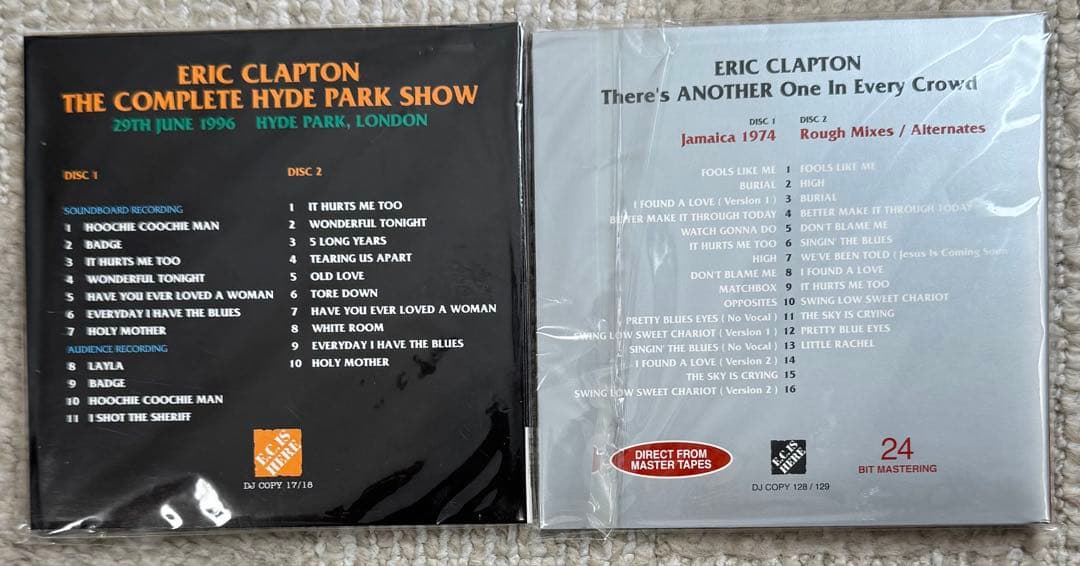 ERIC CLAPTON
THE COMPLETE HYDE PARK SHOW
29TH JUNE 1996 HYDE PARK, LONDON
DISC 1
SOUNDBOARD RECORDING
1 HOOCHIE COOCHIE MAN
2 BADGE
3 IT HURTS ME TOO
4 WONDERFUL TONIGHT
5 HAVE YOU EVER LOVED A WOMAN
6 EVERYDAY I HAVE THE BLUES
7 HOLY MOTHER
AUDIENCE RECORDING
8 LAYLA
9 BADGE
10 HOOCHIE COOCHIE MAN
11 I SHOT THE SHERIFF
DISC 2
1 IT HURTS ME TOO
2 WONDERFUL TONIGHT
3 5 LONG YEARS
4 TEARING US APART
5 OLD LOVE
6 TORE DOWN
7 HAVE YOU EVER LOVED A WOMAN
8 WHITE ROOM
9 EVERYDAY I HAVE THE BLUES
10 HOLY MOTHER
E.C. IS
HERE
DJ COPY 17/18
ERIC CLAPTON
There's ANOTHER One In Every Crowd
DISC 1 DISC 2
Jamaica 1974 Rough Mixes / Alternates
FOOLS LIKE ME 1 FOOLS LIKE ME
BURIAL 2 HIGH
I FOUND A LOVE ( Version 1 ) 3 BURIAL
BETTER MAKE IT THROUGH TODAY 4 BETTER MAKE IT THROUGH TODAY
WATCH GONNA DO 5 DON'T BLAME ME
IT HURTS ME TOO 6 SINGIN' THE BLUES
HIGH 7 WE'VE BEEN TOLD ( Jesus Is Coming Soon
DON'T BLAME ME 8 I FOUND A LOVE
MATCHBOX 9 IT HURTS ME TOO
OPPOSITES 10 SWING LOW SWEET CHARIOT
PRETTY BLUES EYES ( No Vocal ) 11 THE SKY IS CRYING
SWING LOW SWEET CHARIOT ( Version 1 ) 12 PRETTY BLUE EYES
SINGIN' THE BLUES ( No Vocal ) 13 LITTLE RACHEL
I FOUND A LOVE ( Version 2 ) 14
THE SKY IS CRYING 15
SWING LOW SWEET CHARIOT ( Version 2 ) 16
DIRECT FROM
MASTER TAPES
E.C. IS
HERE
DJ COPY 128 / 129
24
BIT MASTERING